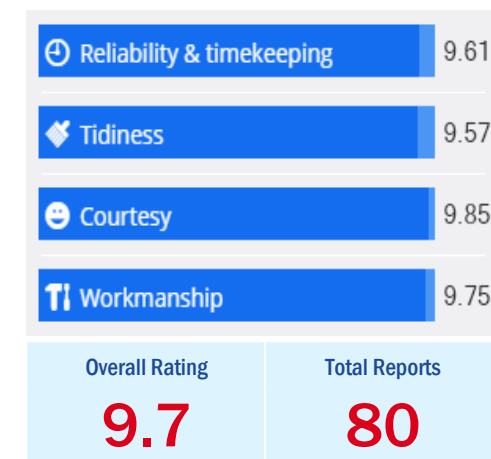 Reliability & timekeeping 9.61
Tidiness 9.57
Courtesy 9.85
Workmanship 9.75
Overall Rating Total Reports
9.7 80